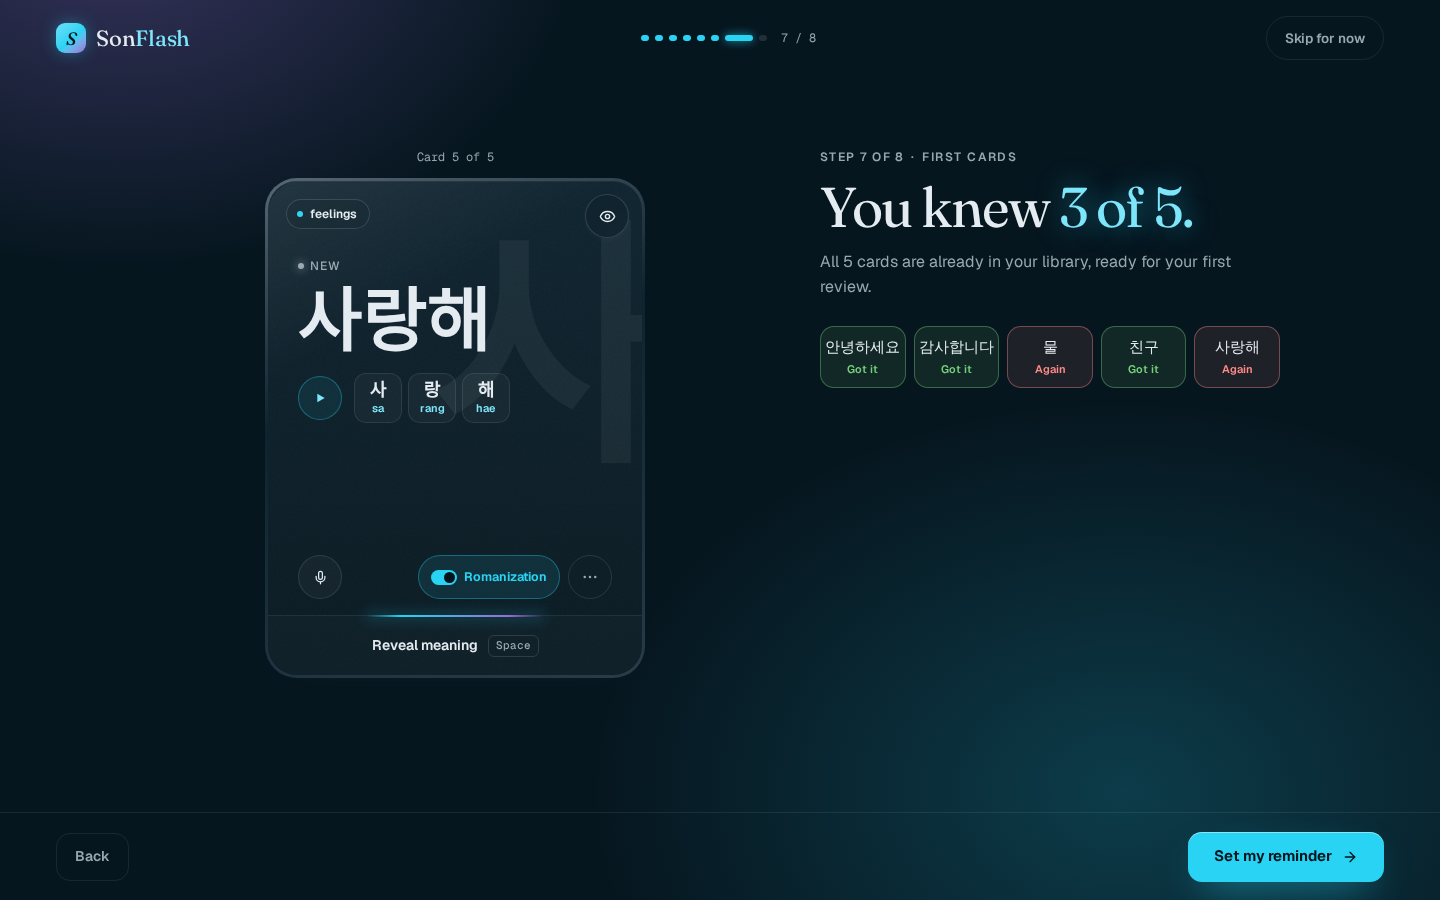 S SonFlash
7 / 8
Skip for now
Card 5 of 5
feelings
NEW
사랑해
사
사 랑 해
sa rang hae
Romanization
Reveal meaning Space
STEP 7 OF 8 · FIRST CARDS
You knew 3 of 5.
All 5 cards are already in your library, ready for your first
review.
안녕하세요 감사합니다 물 친구 사랑해
Got it Got it Again Got it Again
Back
Set my reminder →